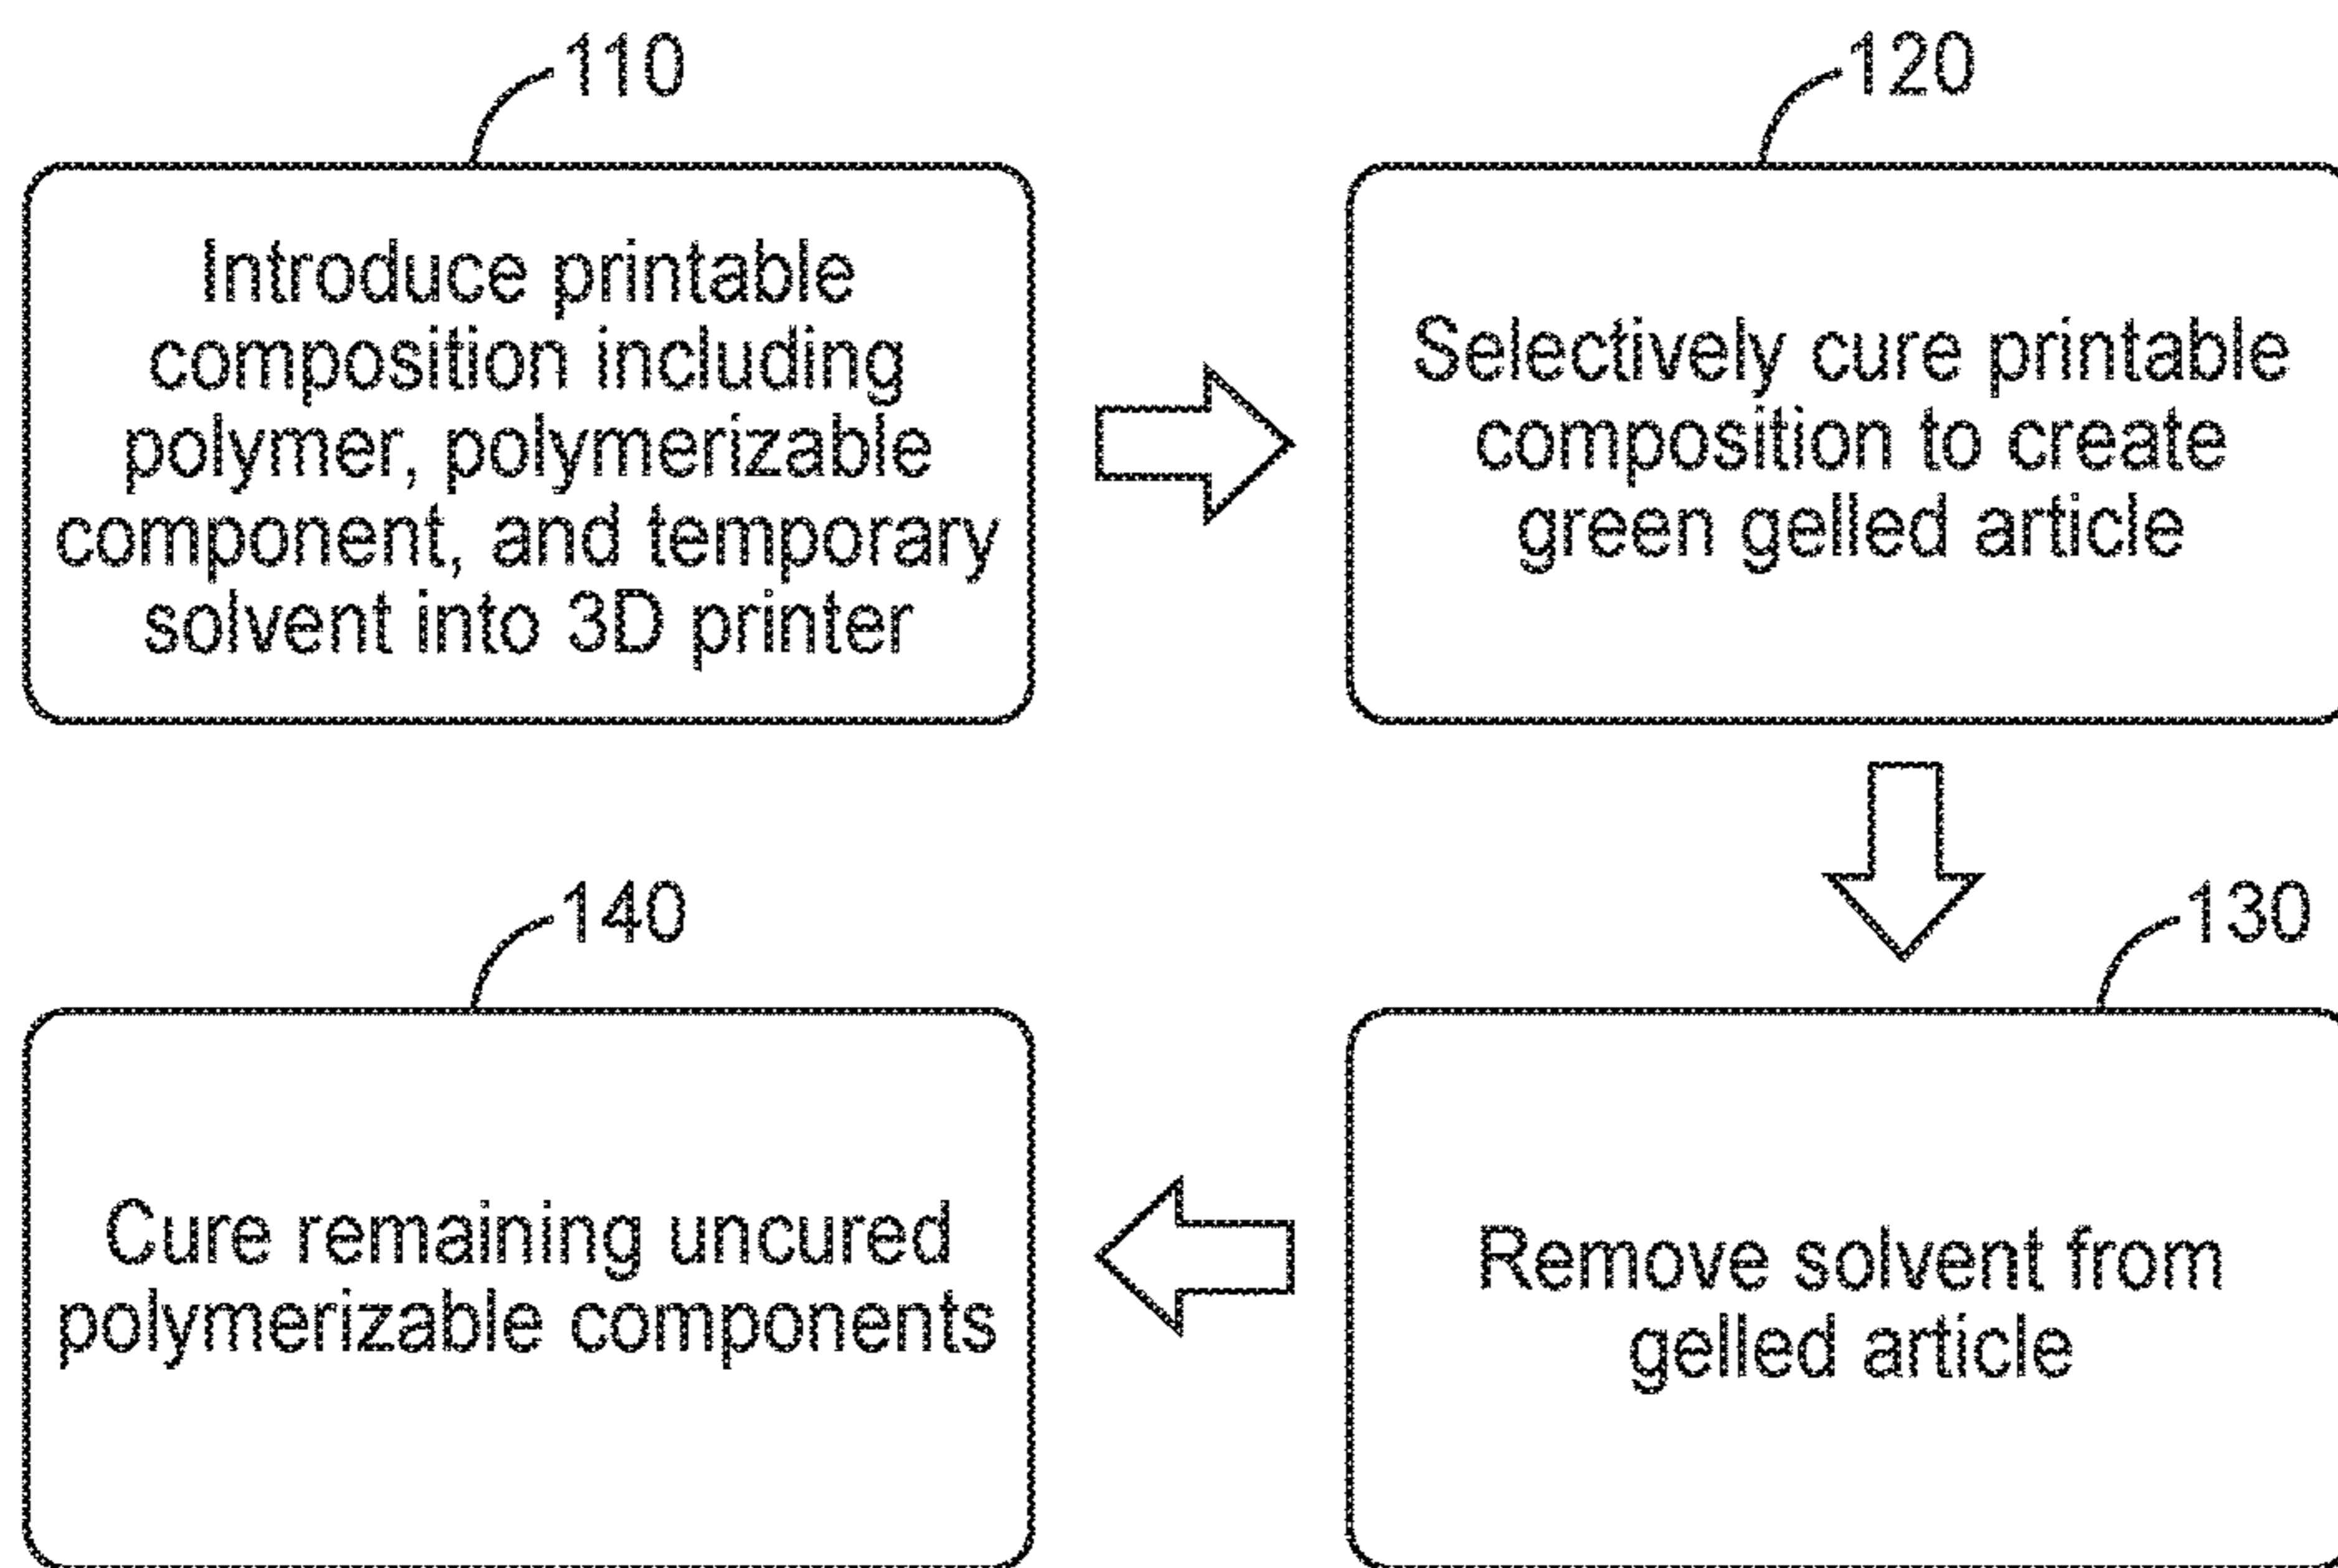 110
Introduce printable
composition including
polymer, polymerizable
component, and temporary
solvent into 3D printer
120
Selectively cure printable
composition to create
green gelled article
130
Remove solvent from
gelled article
140
Cure remaining uncured
polymerizable components